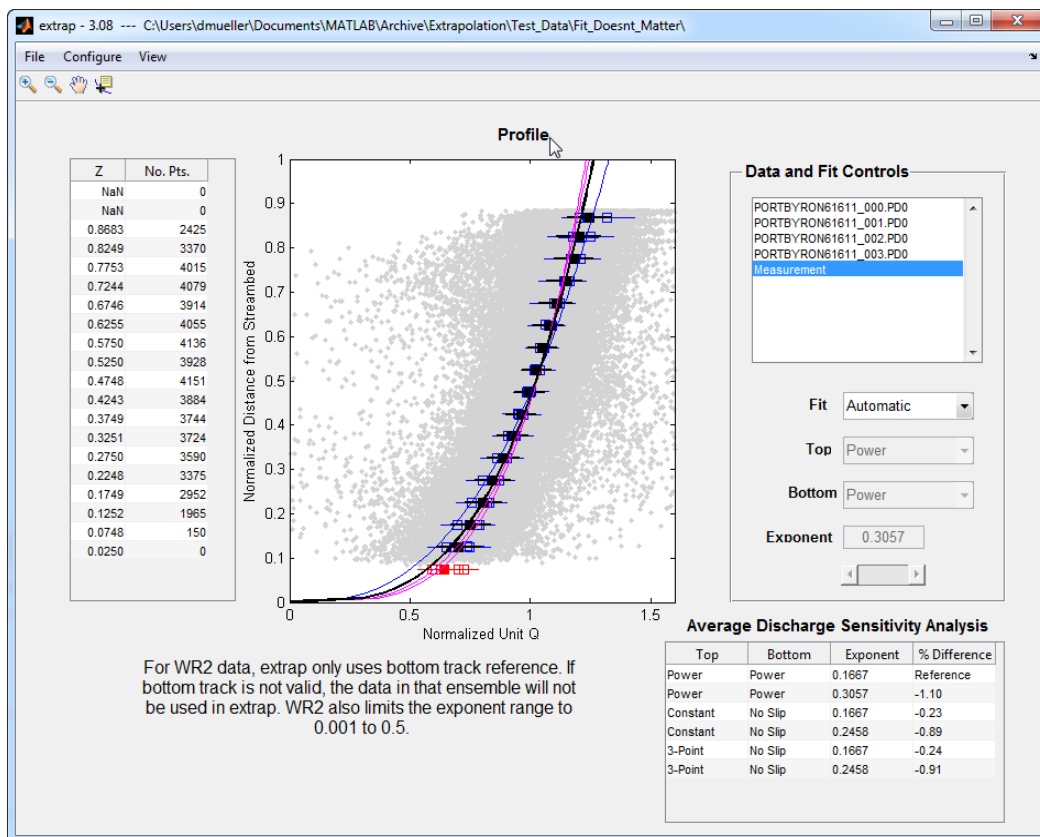 extrap - 3.08 --- C:\Users\dmueller\Documents\MATLAB\Archive\Extrapolation\Test_Data\Fit_Doesnt_Matter\
File Configure View
Profile
Z No. Pts.
NaN 0
NaN 0
0.8683 2425
0.8249 3370
0.7753 4015
0.7244 4079
0.6746 3914
0.6255 4055
0.5750 4136
0.5250 3928
0.4748 4151
0.4243 3884
0.3749 3744
0.3251 3724
0.2750 3590
0.2248 3375
0.1749 2952
0.1252 1965
0.0748 150
0.0250 0
Normalized Distance from Streambed
1
0.9
0.8
0.7
0.6
0.5
0.4
0.3
0.2
0.1
0
0 0.5 1 1.5
Normalized Unit Q
For WR2 data, extrap only uses bottom track reference. If
bottom track is not valid, the data in that ensemble will not
be used in extrap. WR2 also limits the exponent range to
0.001 to 0.5.
Data and Fit Controls
PORTBYRON61611_000.PD0
PORTBYRON61611_001.PD0
PORTBYRON61611_002.PD0
PORTBYRON61611_003.PD0
Measurement
Fit Automatic
Top Power
Bottom Power
Exponent 0.3057
Average Discharge Sensitivity Analysis
Top Bottom Exponent % Difference
Power Power 0.1667 Reference
Power Power 0.3057 -1.10
Constant No Slip 0.1667 -0.23
Constant No Slip 0.2458 -0.89
3-Point No Slip 0.1667 -0.24
3-Point No Slip 0.2458 -0.91